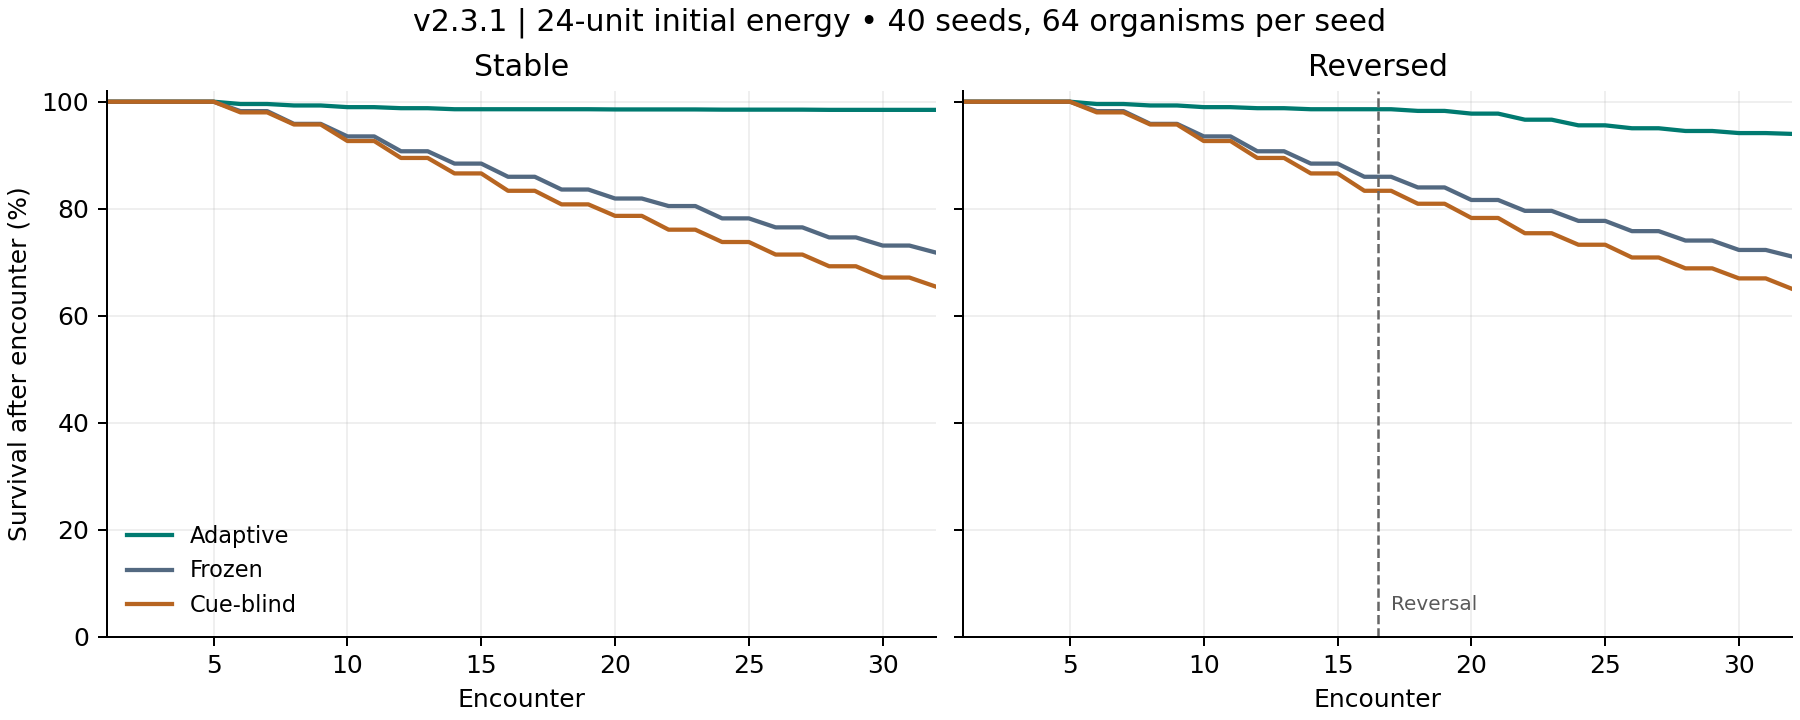 v2.3.1 | 24-unit initial energy • 40 seeds, 64 organisms per seed
Stable
Reversed
Survival after encounter (%)
100
80
60
40
20
0
Adaptive
Frozen
Cue-blind
Reversal
5 10 15 20 25 30
5 10 15 20 25 30
Encounter
Encounter